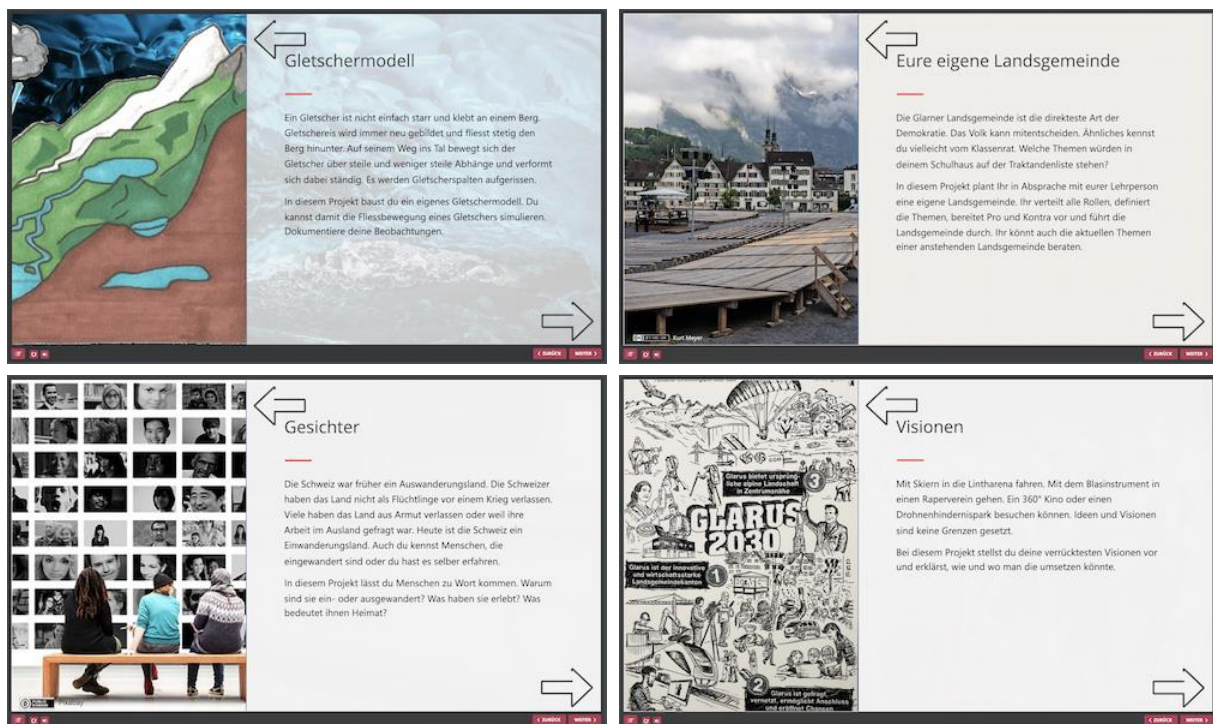 Gletschermodell
Ein Gletscher ist nicht einfach starr und klebt an einem Berg.
Gletschereis wird immer neu gebildet und fliesst stetig den
Berg hinunter. Auf seinem Weg ins Tal bewegt sich der
Gletscher über steile und weniger steile Abhänge und verformt
sich dabei ständig. Es werden Gletscherspalten aufgerissen.
In diesem Projekt baust du ein eigenes Gletschermodell. Du
kannst damit die Fliessbewegung eines Gletschers simulieren.
Dokumentiere deine Beobachtungen.
ZURÜCK WEITER
Eure eigene Landsgemeinde
Die Glarner Landsgemeinde ist die direkteste Art der
Demokratie. Das Volk kann mitentscheiden. Ähnliches kennst
du vielleicht vom Klassenrat. Welche Themen würden in
deinem Schulhaus auf der Traktandenliste stehen?
In diesem Projekt plant Ihr in Absprache mit eurer Lehrperson
eine eigene Landsgemeinde. Ihr verteilt alle Rollen, definiert
die Themen, bereitet Pro und Kontra vor und führt die
Landsgemeinde durch. Ihr könnt auch die aktuellen Themen
einer anstehenden Landsgemeinde beraten.
Kurt Meyer
ZURÜCK WEITER
Gesichter
Die Schweiz war früher ein Auswanderungsland. Die Schweizer
haben das Land nicht als Flüchtlinge vor einem Krieg verlassen.
Viele haben das Land aus Armut verlassen oder weil ihre
Arbeit im Ausland gefragt war. Heute ist die Schweiz ein
Einwanderungsland. Auch du kennst Menschen, die
eingewandert sind oder du hast es selber erfahren.
In diesem Projekt lässt du Menschen zu Wort kommen. Warum
sind sie ein- oder ausgewandert? Was haben sie erlebt? Was
bedeutet ihnen Heimat?
PUBLIC DOMAIN Pixabay
ZURÜCK WEITER
Visionen
Mit Skiern in die Lintharena fahren. Mit dem Blasinstrument in
einen Raperverein gehen. Ein 360° Kino oder einen
Drohnenhindernispark besuchen können. Ideen und Visionen
sind keine Grenzen gesetzt.
Bei diesem Projekt stellst du deine verrücktesten Visionen vor
und erklärst, wie und wo man die umsetzen könnte.
Glarus bietet ursprüng-
liche alpine Landschaft
in Zentrumsnähe
3
GLARUS
2030
Glarus ist der innovative
und wirtschaftsstarke
Landsgemeindekanton
1
2
Glarus ist gefragt,
vernetzt, ermöglicht Anschluss
und eröffnet Chancen
ZURÜCK WEITER